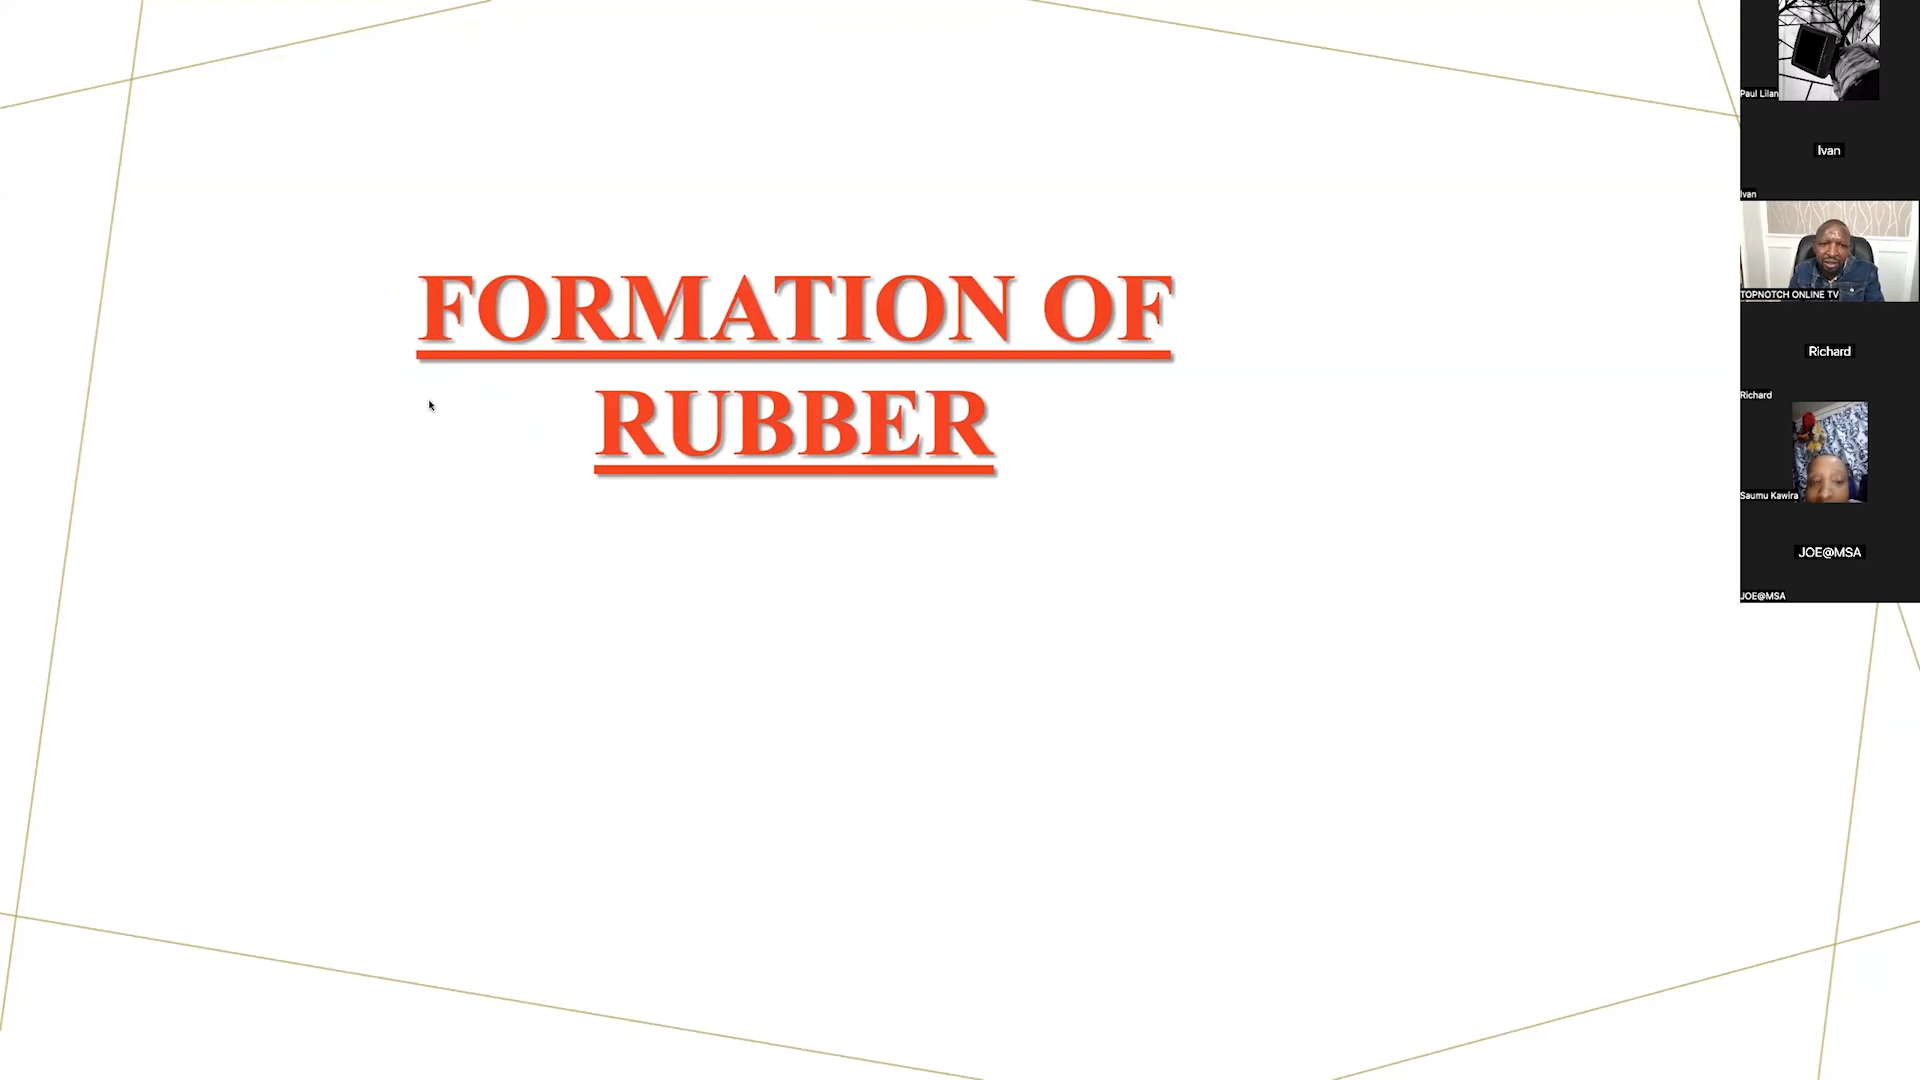 FORMATION OF
RUBBER
Paul Lilan
Ivan
Ivan
TOPNOTCH ONLINE TV
Richard
Richard
Saumu Kawira
JOE@MSA
JOE@MSA